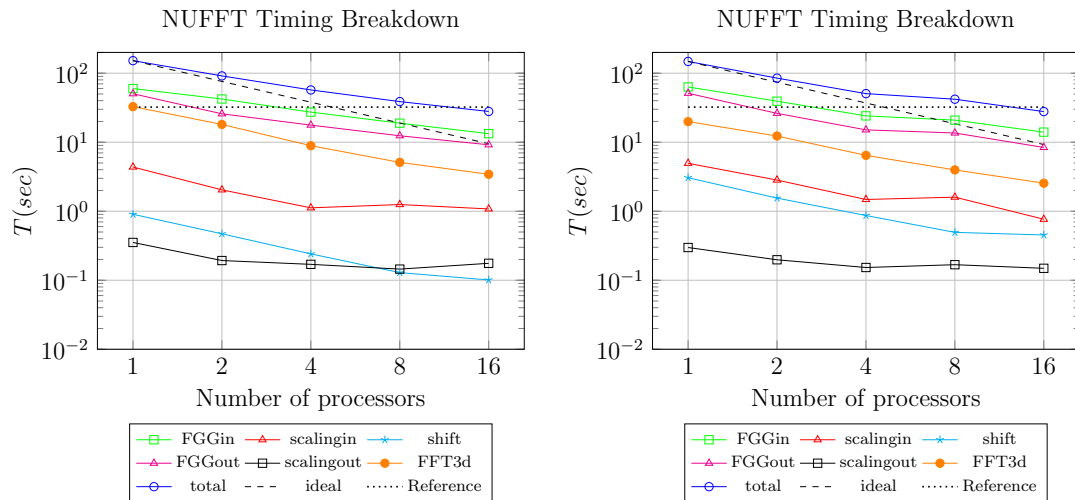 NUFFT Timing Breakdown
10^2
10^1
10^0
10^−1
10^−2
T(sec)
1 2 4 8 16
Number of processors
FGGin scalingin shift
FGGout scalingout FFT3d
total ideal Reference
NUFFT Timing Breakdown
10^2
10^1
10^0
10^−1
10^−2
T(sec)
1 2 4 8 16
Number of processors
FGGin scalingin shift
FGGout scalingout FFT3d
total ideal Reference